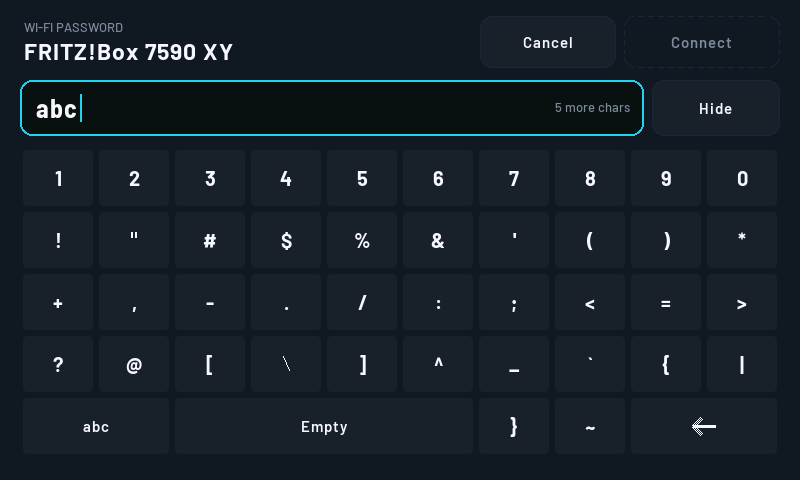 WI-FI PASSWORD
FRITZ!Box 7590 XY
Cancel
Connect
abc
5 more chars
Hide
1 2 3 4 5 6 7 8 9 0
! " # $ % & ' ( ) *
+ , - . / : ; < = >
? @ [ \ ] ^ _ ` { |
abc Empty } ~